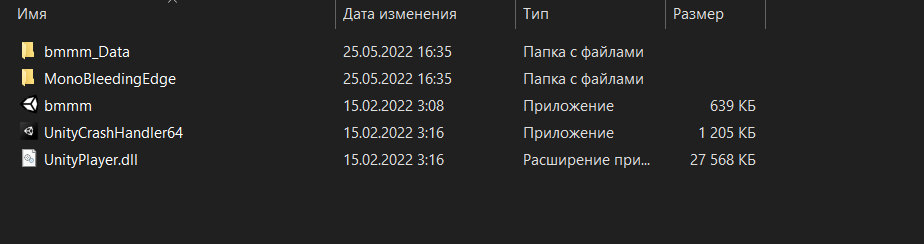 Имя Дата изменения Тип Размер
bmmm_Data 25.05.2022 16:35 Папка с файлами
MonoBleedingEdge 25.05.2022 16:35 Папка с файлами
bmmm 15.02.2022 3:08 Приложение 639 КБ
UnityCrashHandler64 15.02.2022 3:16 Приложение 1 205 КБ
UnityPlayer.dll 15.02.2022 3:16 Расширение при... 27 568 КБ